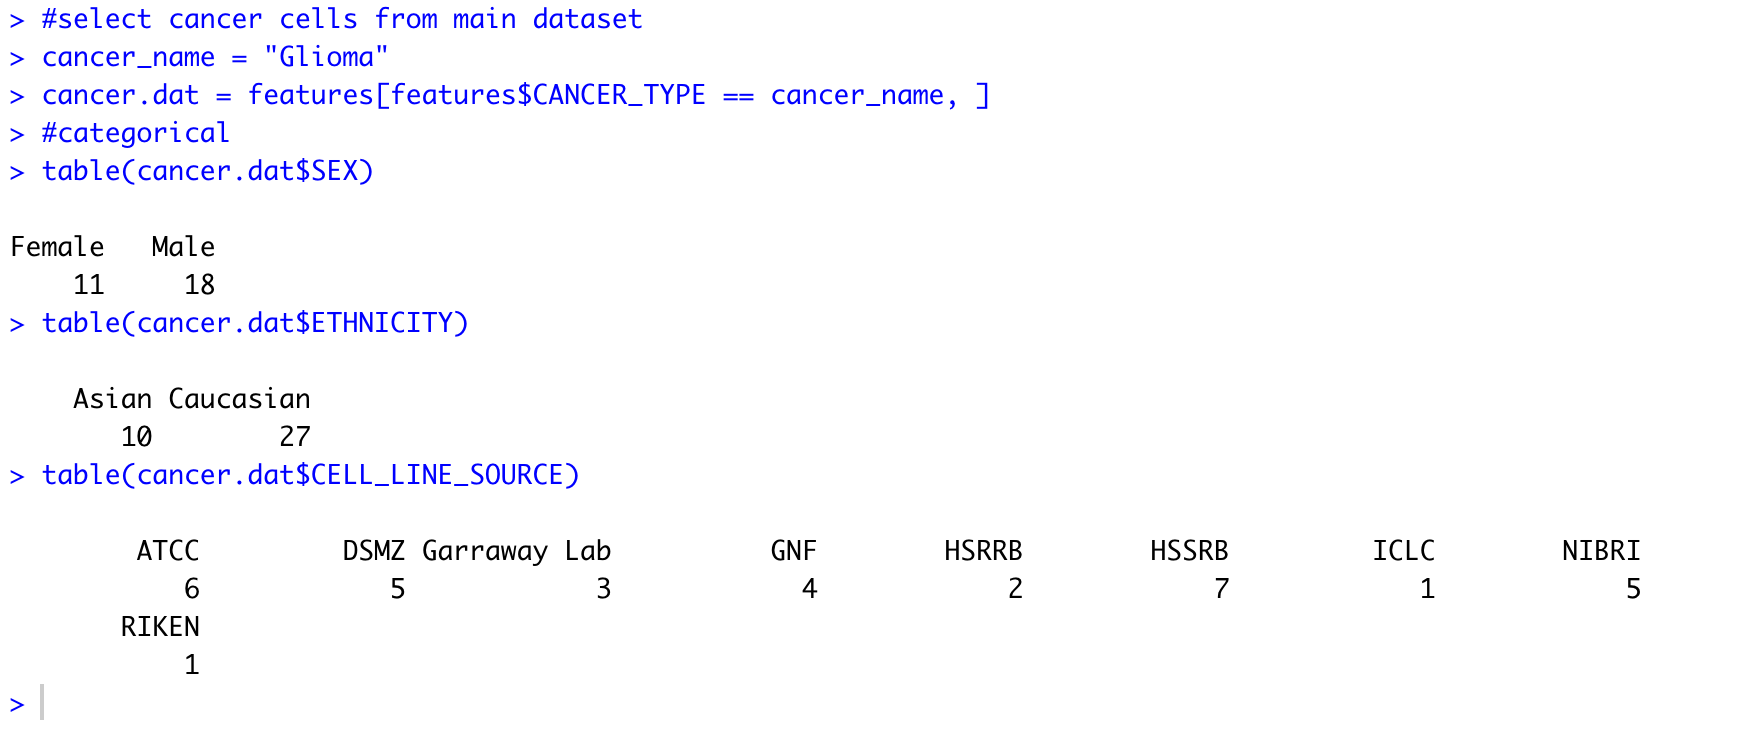 > #select cancer cells from main dataset
> cancer_name = "Glioma"
> cancer.dat = features[features$CANCER_TYPE == cancer_name, ]
> #categorical
> table(cancer.dat$SEX)

Female   Male
    11     18
> table(cancer.dat$ETHNICITY)

    Asian Caucasian
       10        27
> table(cancer.dat$CELL_LINE_SOURCE)

        ATCC         DSMZ Garraway Lab          GNF        HSRRB        HSSRB         ICLC        NIBRI
           6            5            3            4            2            7            1            5
       RIKEN
           1
>